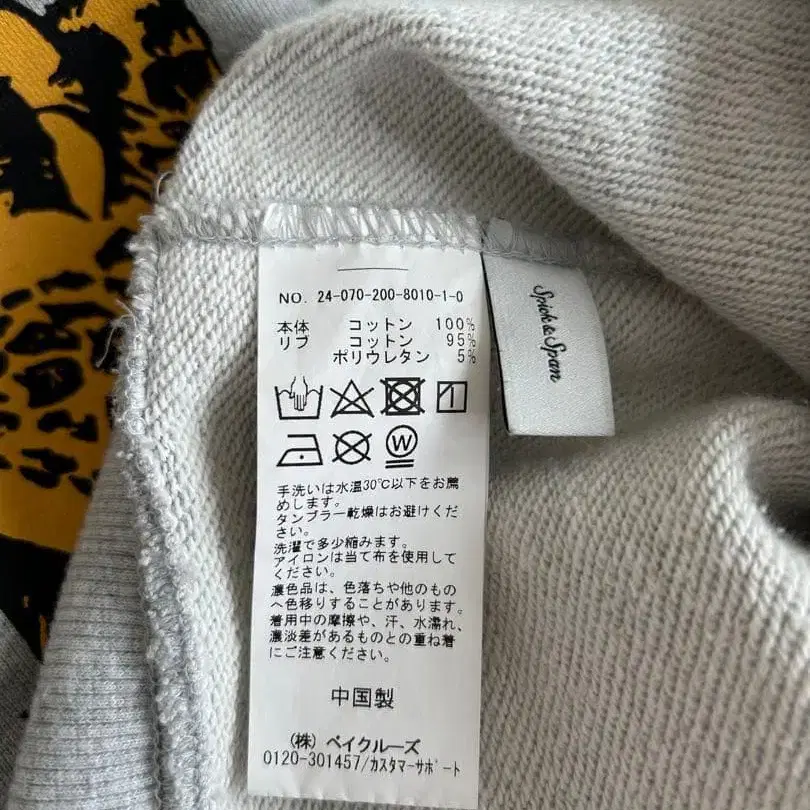 NO. 24-070-200-8010-1-0
本体 コットン 100%
リブ コットン 95%
ポリウレタン 5%
W
手洗いは水温30℃以下をお薦
めします。
タンブラー乾燥はお避けくだ
さい。
洗濯で多少縮みます。
アイロンは当て布を使用して
ください。
濃色品は、色落ちや他のもの
へ色移りすることがあります。
着用中の摩擦や、汗、水濡れ、
濃淡差があるものとの重ね着
にご注意ください。
中国製
(株) ベイクルーズ
0120-301457/カスタマーサポート
Spick & Span